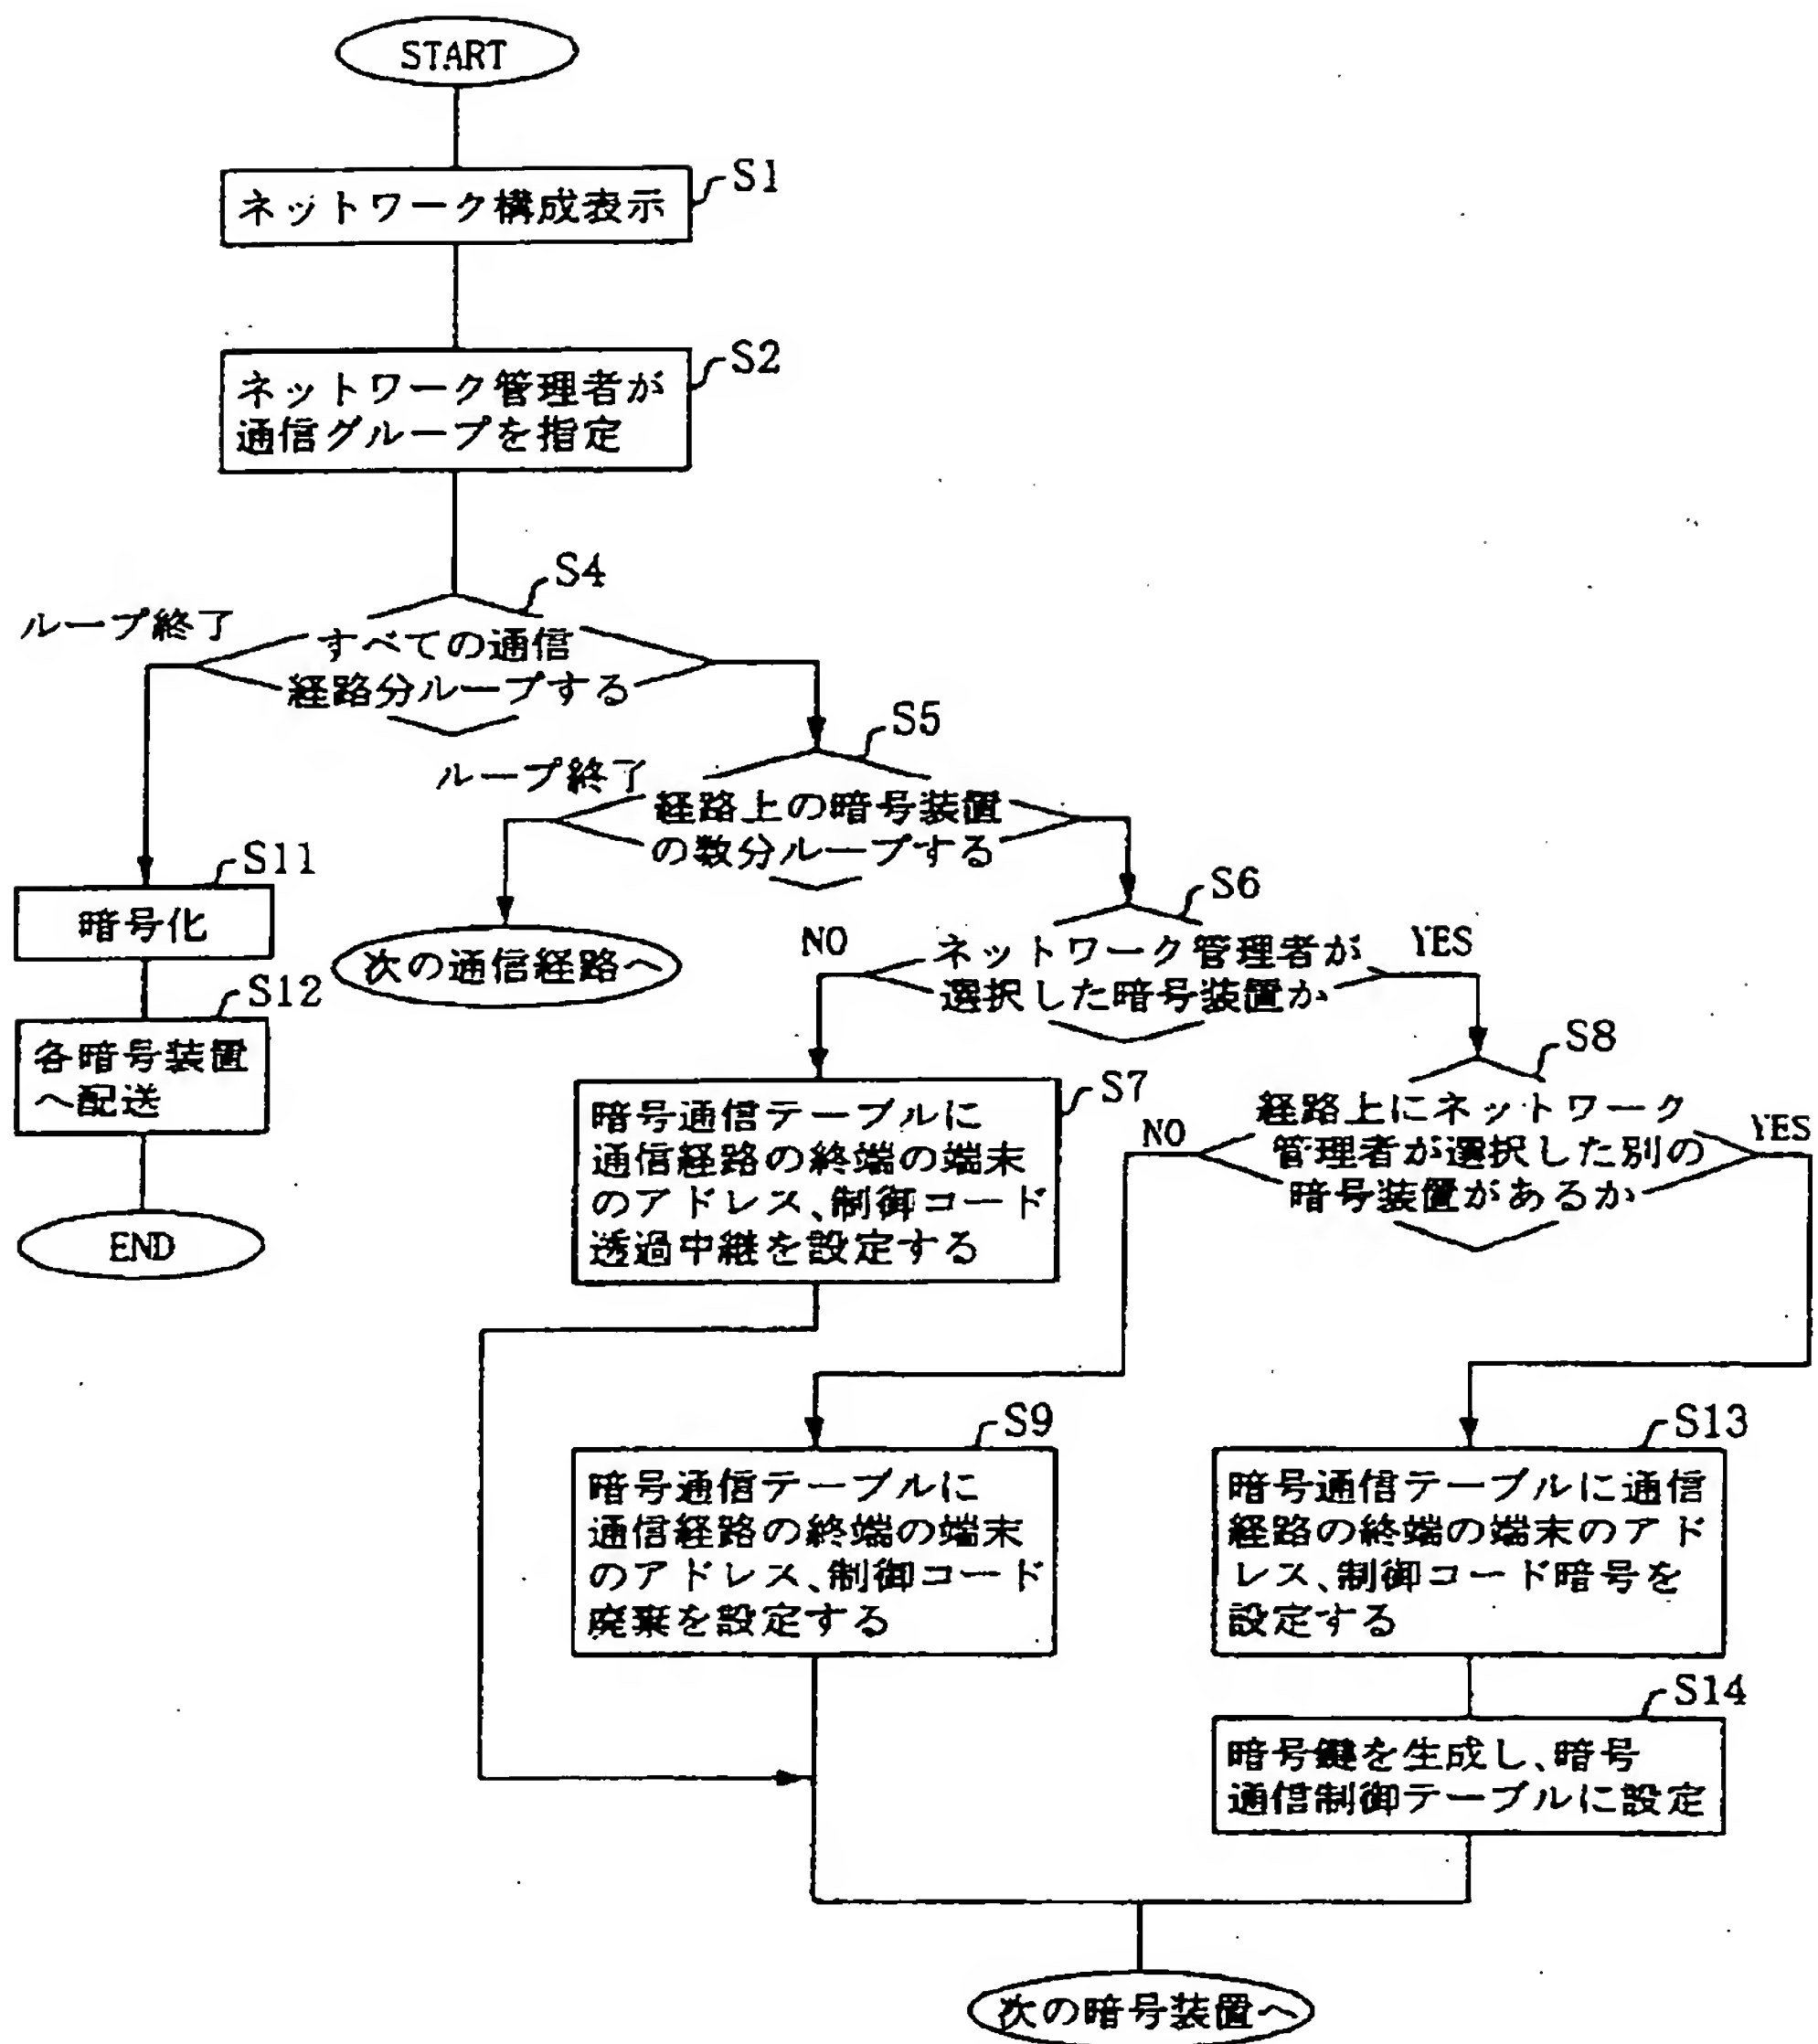 START
S1
ネットワーク構成表示
S2
ネットワーク管理者が
通信グループを指定
S4
ループ終了
すべての通信
経路分ループする
S5
ループ終了
経路上の暗号装置
の数分ループする
S11
暗号化
S6
次の通信経路へ
NO
ネットワーク管理者が
選択した暗号装置か
YES
S12
各暗号装置
へ配送
END
S7
暗号通信テーブルに
通信経路の終端の端末
のアドレス、制御コード
透過中継を設定する
S8
NO
経路上にネットワーク
管理者が選択した別の
暗号装置があるか
YES
S9
暗号通信テーブルに
通信経路の終端の端末
のアドレス、制御コード
廃棄を設定する
S13
暗号通信テーブルに通信
経路の終端の端末のアド
レス、制御コード暗号を
設定する
S14
暗号鍵を生成し、暗号
通信制御テーブルに設定
次の暗号装置へ